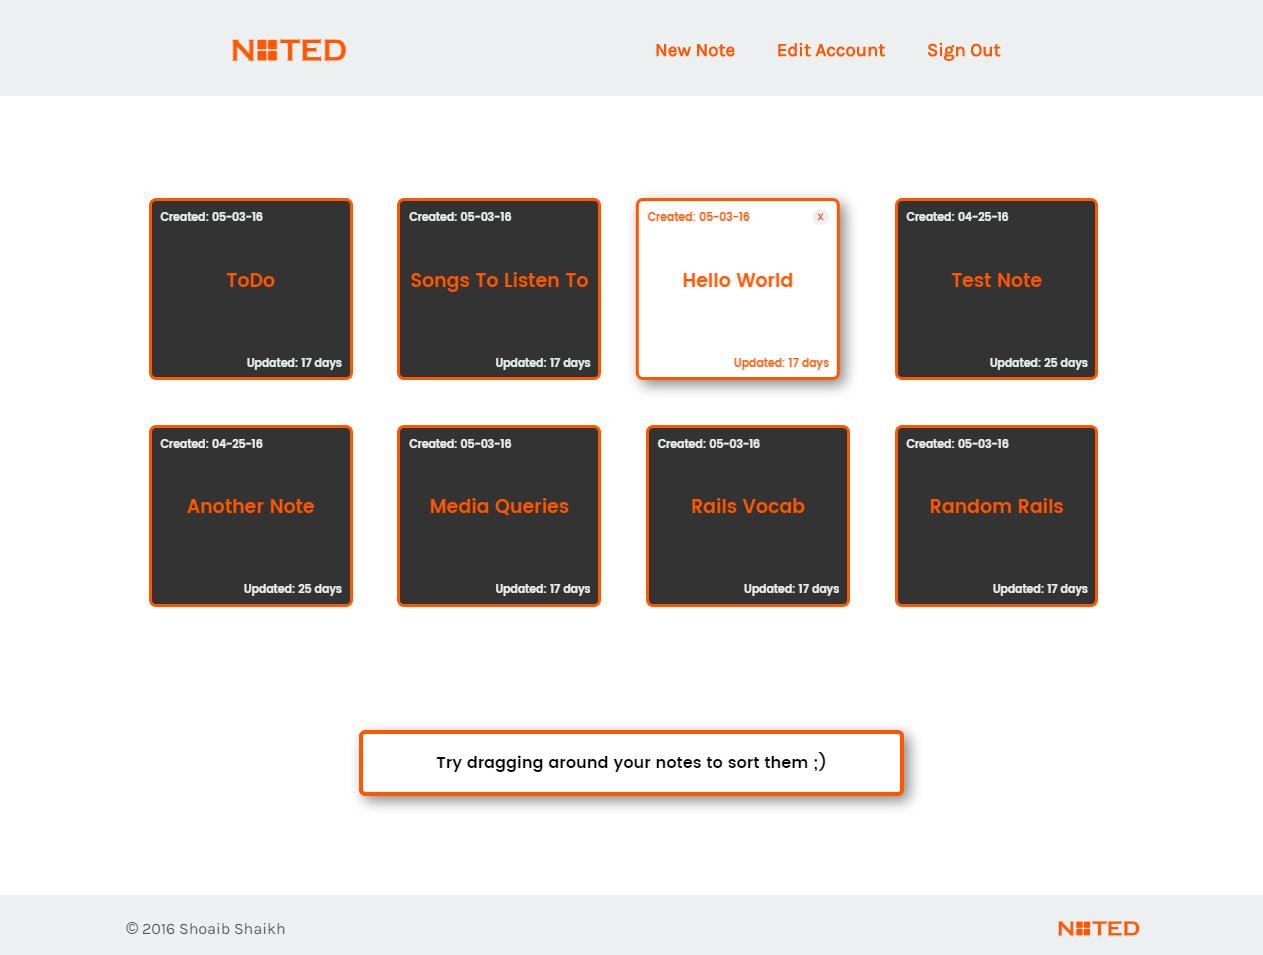 NOTED
New Note Edit Account Sign Out
Created: 05-03-16
ToDo
Updated: 17 days
Created: 05-03-16
Songs To Listen To
Updated: 17 days
Created: 05-03-16 X
Hello World
Updated: 17 days
Created: 04-25-16
Test Note
Updated: 25 days
Created: 04-25-16
Another Note
Updated: 25 days
Created: 05-03-16
Media Queries
Updated: 17 days
Created: 05-03-16
Rails Vocab
Updated: 17 days
Created: 05-03-16
Random Rails
Updated: 17 days
Try dragging around your notes to sort them ;)
© 2016 Shoaib Shaikh
NOTED